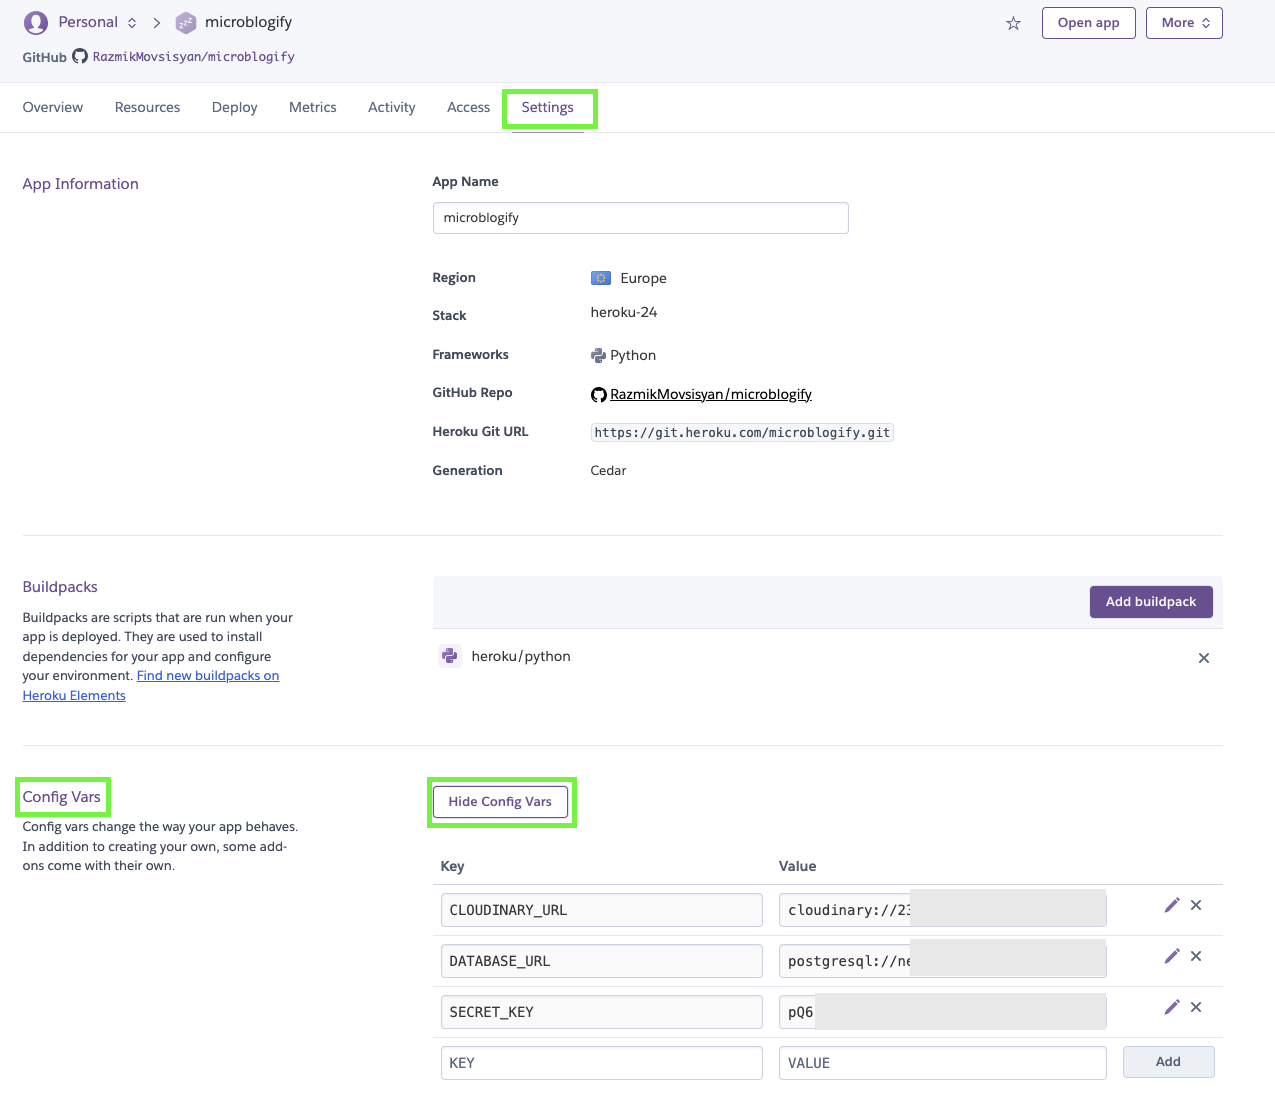 Personal > microblogify
Open app
More
GitHub RazmikMovsisyan/microblogify
Overview Resources Deploy Metrics Activity Access Settings
App Information
App Name
microblogify
Region Europe
Stack heroku-24
Frameworks Python
GitHub Repo RazmikMovsisyan/microblogify
Heroku Git URL https://git.heroku.com/microblogify.git
Generation Cedar
Buildpacks
Buildpacks are scripts that are run when your
app is deployed. They are used to install
dependencies for your app and configure
your environment. Find new buildpacks on
Heroku Elements
Add buildpack
heroku/python
Config Vars
Config vars change the way your app behaves.
In addition to creating your own, some add-
ons come with their own.
Hide Config Vars
Key Value
CLOUDINARY_URL cloudinary://23
DATABASE_URL postgresql://ne
SECRET_KEY pQ6
KEY VALUE Add